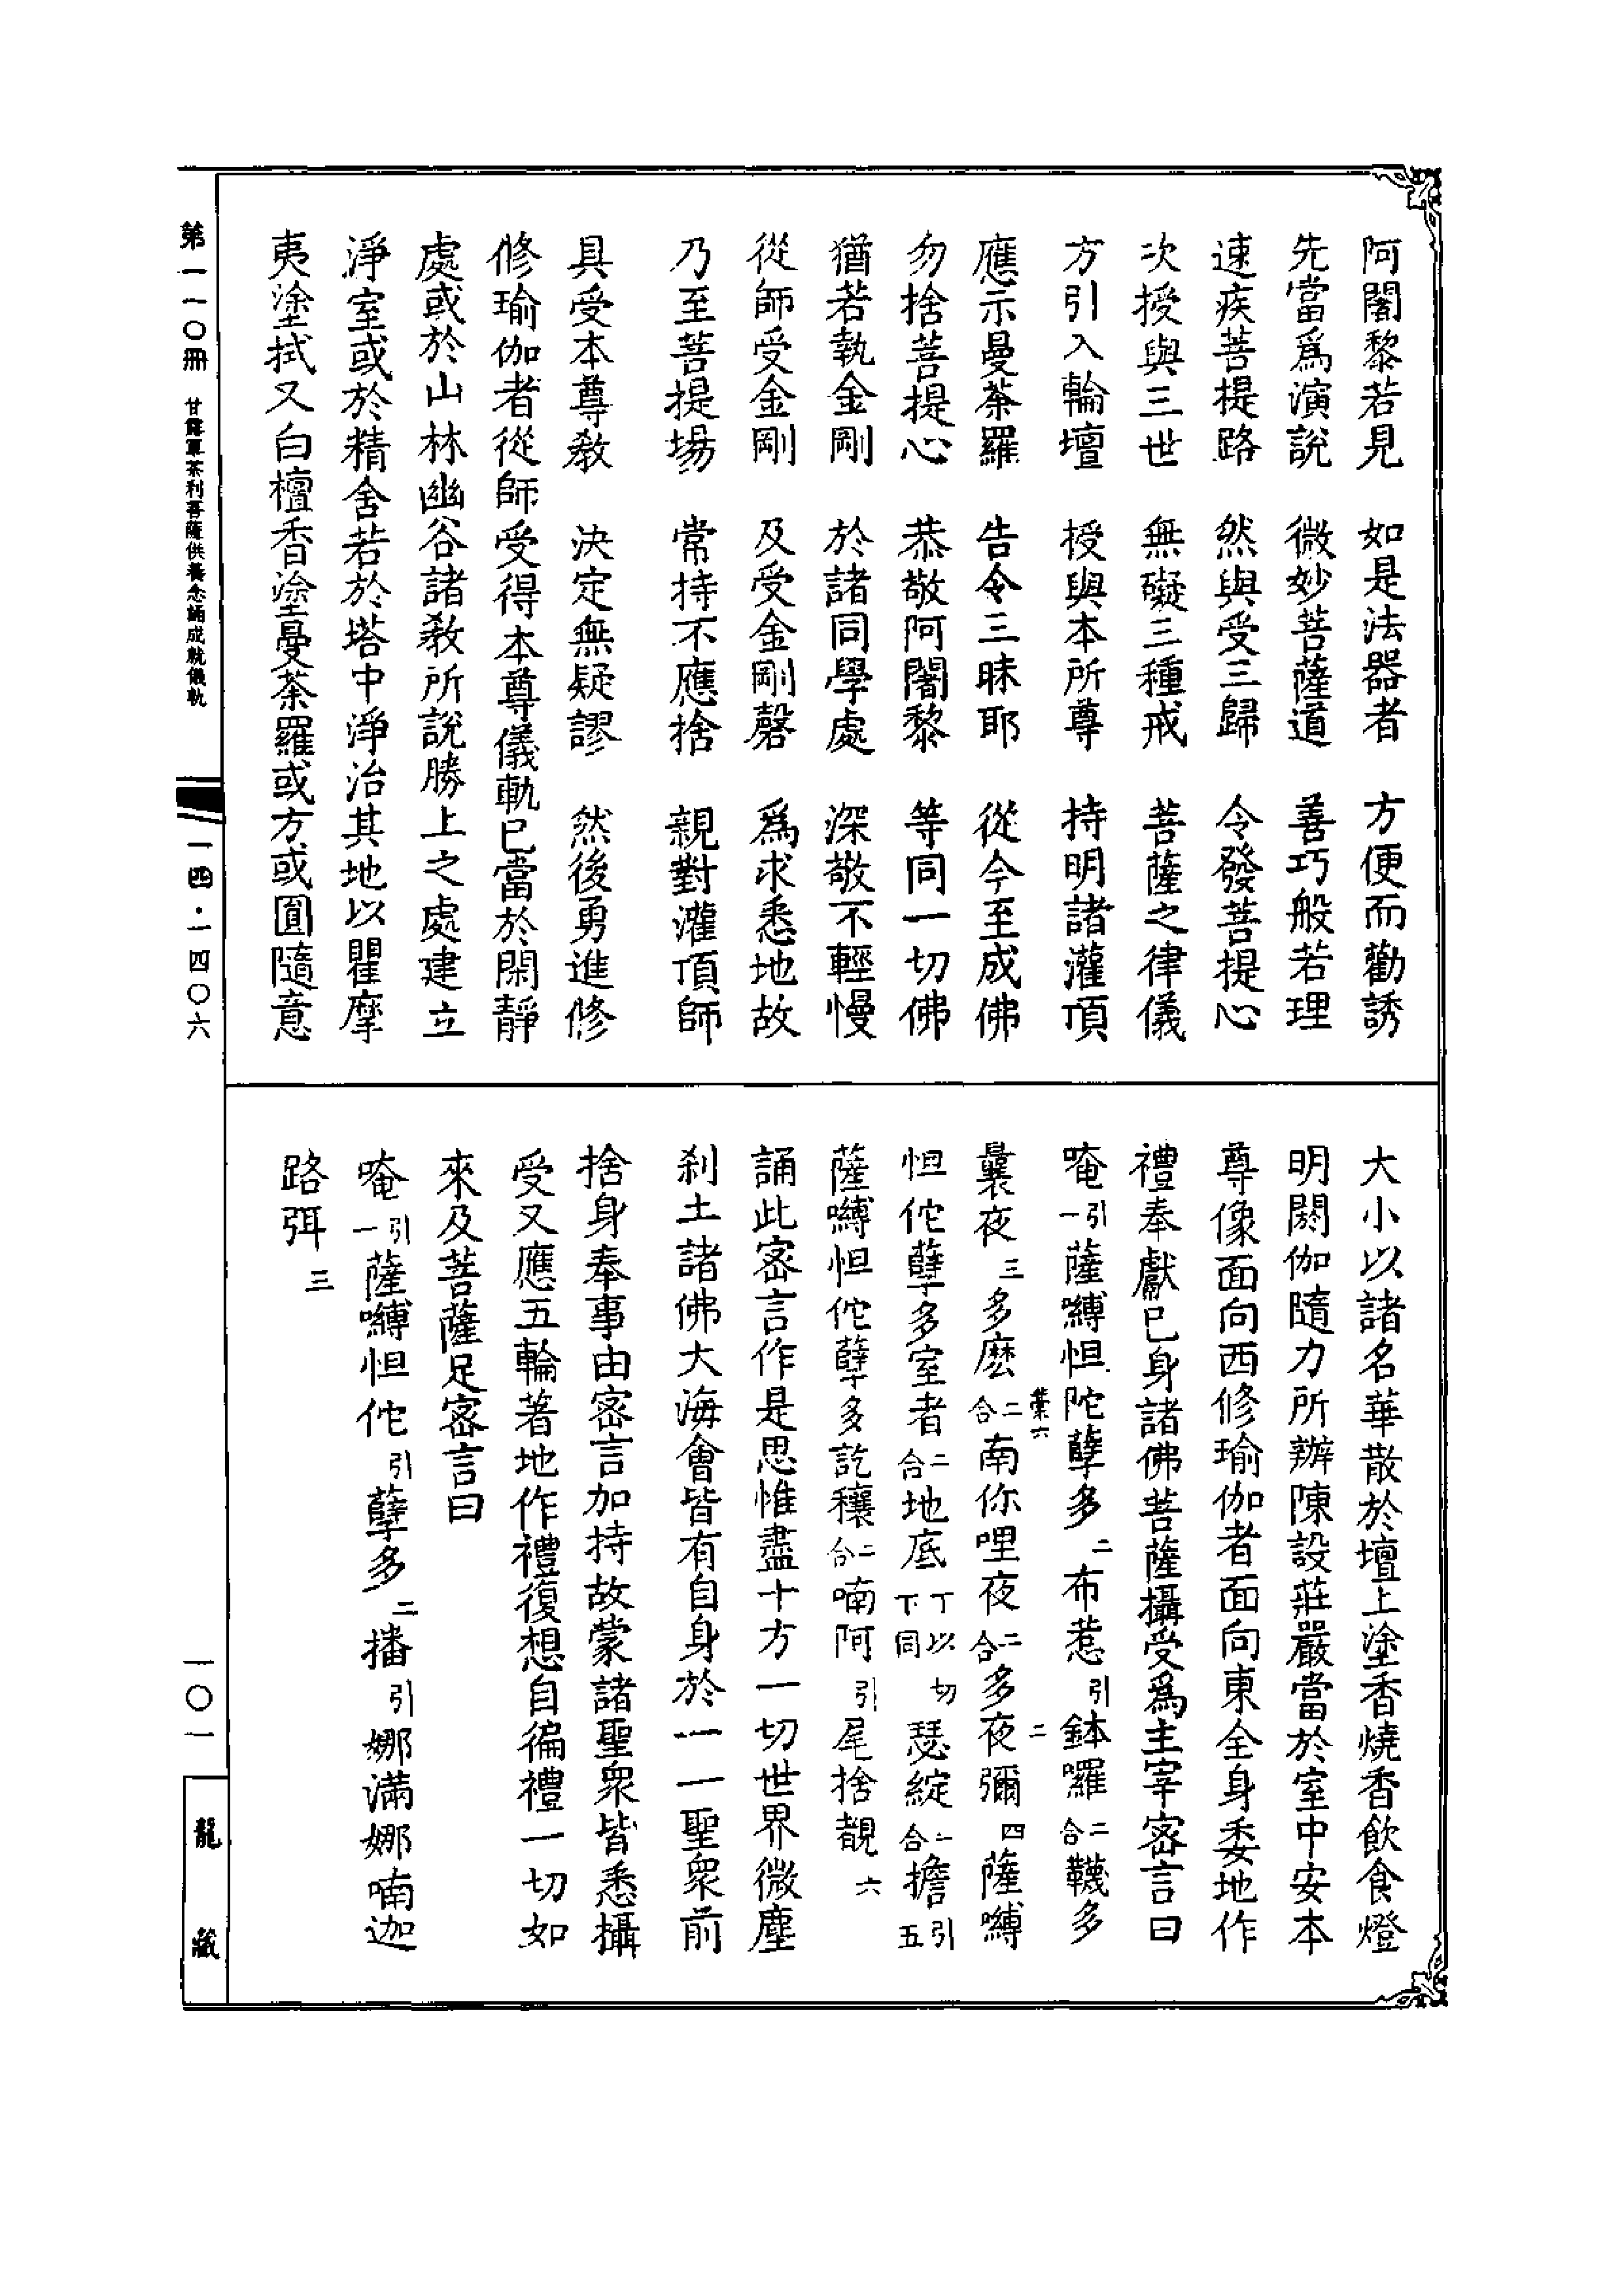 阿闍黎若見　如是法器者　方便而勸誘
先當爲演說　微妙菩薩道　善巧般若理
速疾菩提路　然與受三歸　令發菩提心
次授與三世　無礙三種戒　菩薩之律儀
方引入輪壇　授與本所尊　持明諸灌頂
應示曼荼羅　告令三昧耶　從今至成佛
勿捨菩提心　恭敬阿闍黎　等同一切佛
猶若執金剛　於諸同學處　深敬不輕慢
從師受金剛　及受金剛磬　爲求悉地故
乃至菩提場　常持不應捨　親對灌頂師
具受本尊教　決定無疑謬　然後勇進修
修瑜伽者從師受得本尊儀軌已當於閑靜
處或於山林幽谷諸教所說勝上之處建立
淨室或於精舍若於塔中淨治其地以瞿摩
夷塗拭又白檀香塗曼荼羅或方或圓隨意
大小以諸名華散於壇上塗香燒香飲食燈
明閼伽隨力所辦陳設莊嚴當於室中安本
尊像面向西修瑜伽者面向東全身委地作
禮奉獻已身諸佛菩薩攝受爲主宰密言曰
唵引一薩嚩怛陀孽多二布惹引鉢囉二合韈多
業六
二
曩夜三多麼二合南你哩夜二合多夜彌四薩嚩
怛佗孽多室者二合地底丁以切下同瑟綻二合擔引五
薩嚩怛佗孽多訖穰二合喃阿引尾捨覩六
誦此密言作是思惟盡十方一切世界微塵
刹土諸佛大海會皆有自身於一一聖衆前
捨身奉事由密言加持故蒙諸聖衆皆悉攝
受又應五輪著地作禮復想自徧禮一切如
來及菩薩足密言曰
唵引一薩嚩怛佗引孽多二播引娜滿娜喃迦
路弭三
第一一〇冊　甘露軍荼利菩薩供養念誦成就儀軌
一四·一四〇六
一〇一
龍藏